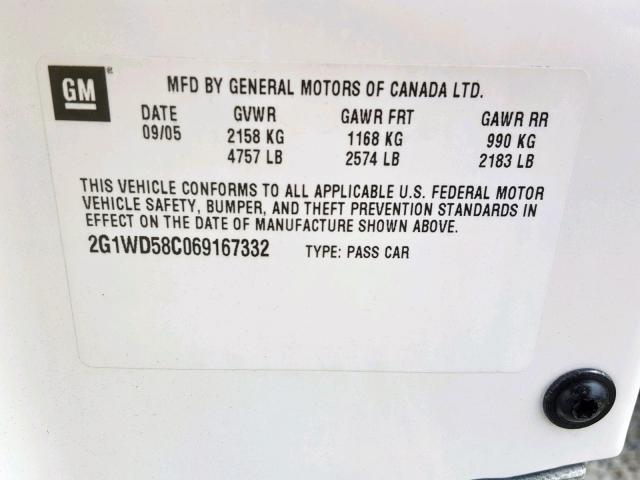 GM
MFD BY GENERAL MOTORS OF CANADA LTD.
DATE GVWR GAWR FRT GAWR RR
09/05 2158 KG 1168 KG 990 KG
4757 LB 2574 LB 2183 LB
THIS VEHICLE CONFORMS TO ALL APPLICABLE U.S. FEDERAL MOTOR
VEHICLE SAFETY, BUMPER, AND THEFT PREVENTION STANDARDS IN
EFFECT ON THE DATE OF MANUFACTURE SHOWN ABOVE.
2G1WD58C069167332 TYPE: PASS CAR